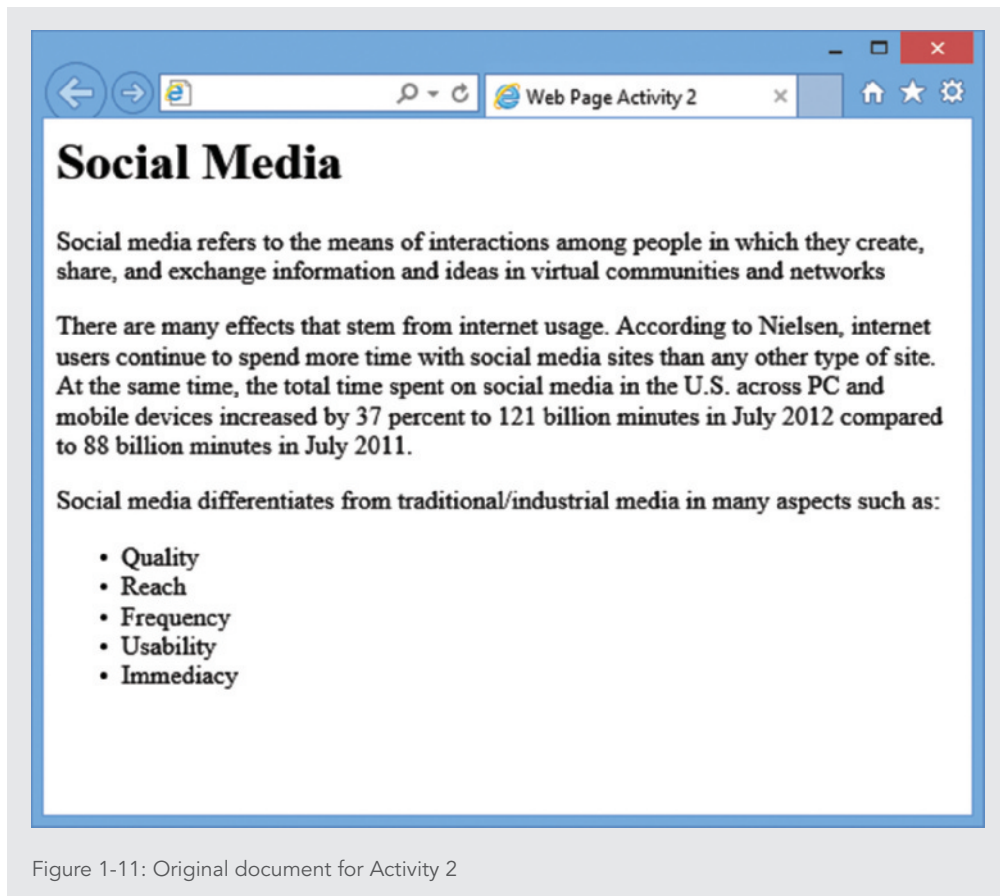 Web Page Activity 2
Social Media
Social media refers to the means of interactions among people in which they create,
share, and exchange information and ideas in virtual communities and networks
There are many effects that stem from internet usage. According to Nielsen, internet
users continue to spend more time with social media sites than any other type of site.
At the same time, the total time spent on social media in the U.S. across PC and
mobile devices increased by 37 percent to 121 billion minutes in July 2012 compared
to 88 billion minutes in July 2011.
Social media differentiates from traditional/industrial media in many aspects such as:
• Quality
• Reach
• Frequency
• Usability
• Immediacy
Figure 1-11: Original document for Activity 2